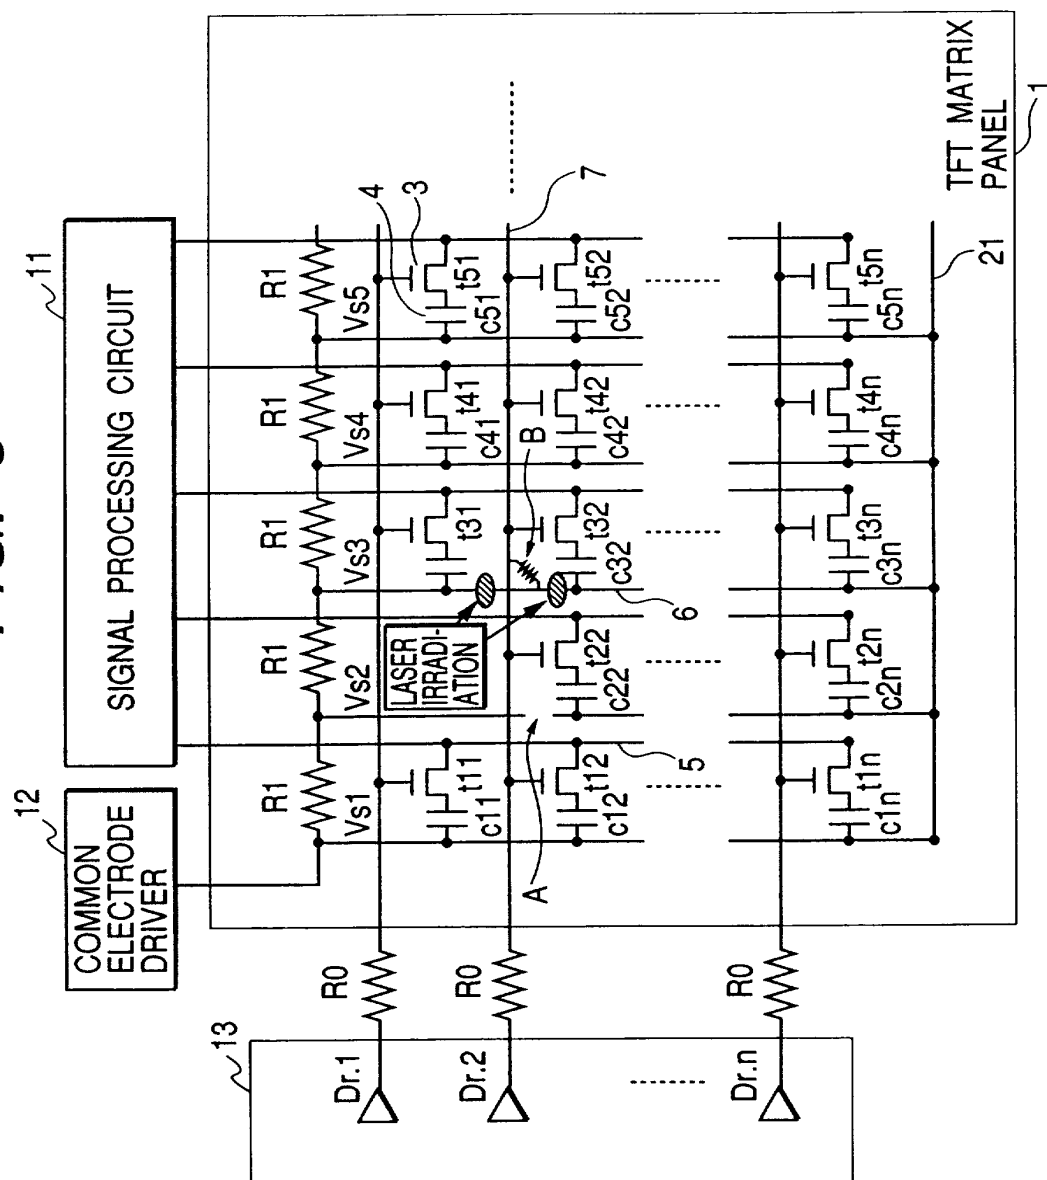 13
12
11
COMMON
ELECTRODE
DRIVER
SIGNAL PROCESSING CIRCUIT
R1
R1
R1
R1
R1
Vs1
Vs2
Vs3
Vs4
Vs5
Dr.1
R0
4
3
c11
t11
LASER
IRRADI-
ATION
t31
c41
t41
c51
t51
Dr.2
R0
A
B
7
c12
t12
c22
t22
c32
t32
c42
t42
c52
t52
5
6
Dr.n
R0
c1n
t1n
c2n
t2n
c3n
t3n
c4n
t4n
c5n
t5n
21
TFT MATRIX
PANEL
1